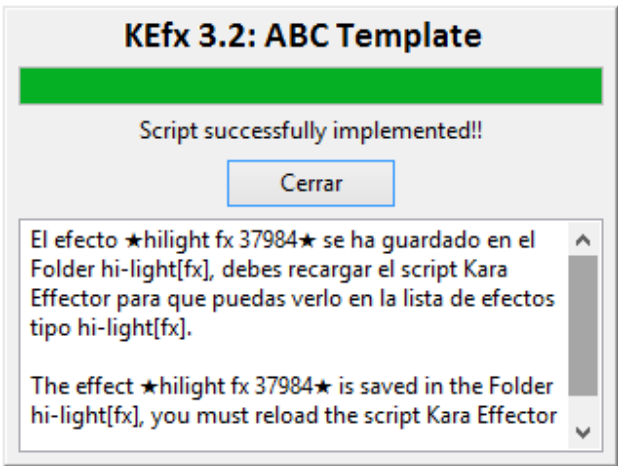 KEfx 3.2: ABC Template
Script successfully implemented!!
Cerrar
El efecto ★hilight fx 37984★ se ha guardado en el
Folder hi-light[fx], debes recargar el script Kara
Effector para que puedas verlo en la lista de efectos
tipo hi-light[fx].
The effect ★hilight fx 37984★ is saved in the Folder
hi-light[fx], you must reload the script Kara Effector